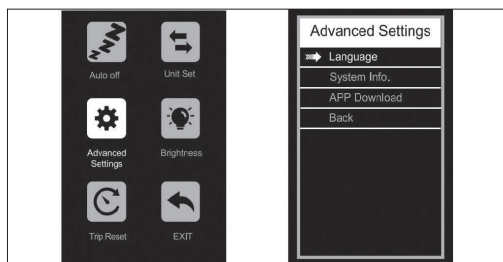 Auto off
Unit Set
Advanced
Settings
Brightness
Trip Reset
EXIT
Advanced Settings
Language
System Info.
APP Download
Back